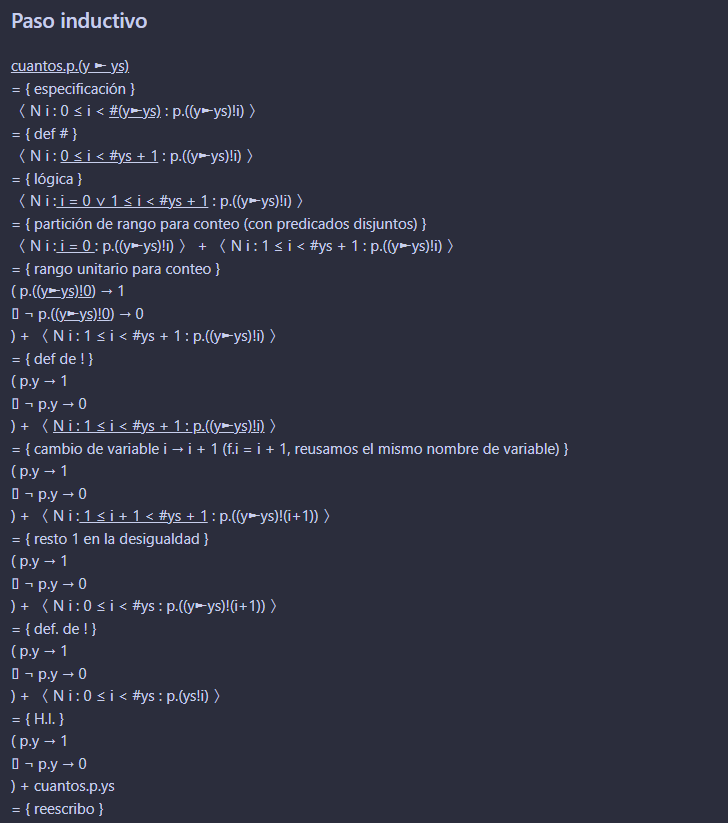 Paso inductivo
cuantos.p.(y ► ys)
= { especificación }
〈 N i : 0 ≤ i < #(y►ys) : p.((y►ys)!i) 〉
= { def # }
〈 N i : 0 ≤ i < #ys + 1 : p.((y►ys)!i) 〉
= { lógica }
〈 N i : i = 0 ∨ 1 ≤ i < #ys + 1 : p.((y►ys)!i) 〉
= { partición de rango para conteo (con predicados disjuntos) }
〈 N i : i = 0 : p.((y►ys)!i) 〉 + 〈 N i : 1 ≤ i < #ys + 1 : p.((y►ys)!i) 〉
= { rango unitario para conteo }
( p.((y►ys)!0) → 1
▯ ¬ p.((y►ys)!0) → 0
) + 〈 N i : 1 ≤ i < #ys + 1 : p.((y►ys)!i) 〉
= { def de ! }
( p.y → 1
▯ ¬ p.y → 0
) + 〈 N i : 1 ≤ i < #ys + 1 : p.((y►ys)!i) 〉
= { cambio de variable i → i + 1 (f.i = i + 1, reusamos el mismo nombre de variable) }
( p.y → 1
▯ ¬ p.y → 0
) + 〈 N i : 1 ≤ i + 1 < #ys + 1 : p.((y►ys)!(i+1)) 〉
= { resto 1 en la desigualdad }
( p.y → 1
▯ ¬ p.y → 0
) + 〈 N i : 0 ≤ i < #ys : p.((y►ys)!(i+1)) 〉
= { def. de ! }
( p.y → 1
▯ ¬ p.y → 0
) + 〈 N i : 0 ≤ i < #ys : p.(ys!i) 〉
= { H.I. }
( p.y → 1
▯ ¬ p.y → 0
) + cuantos.p.ys
= { reescribo }